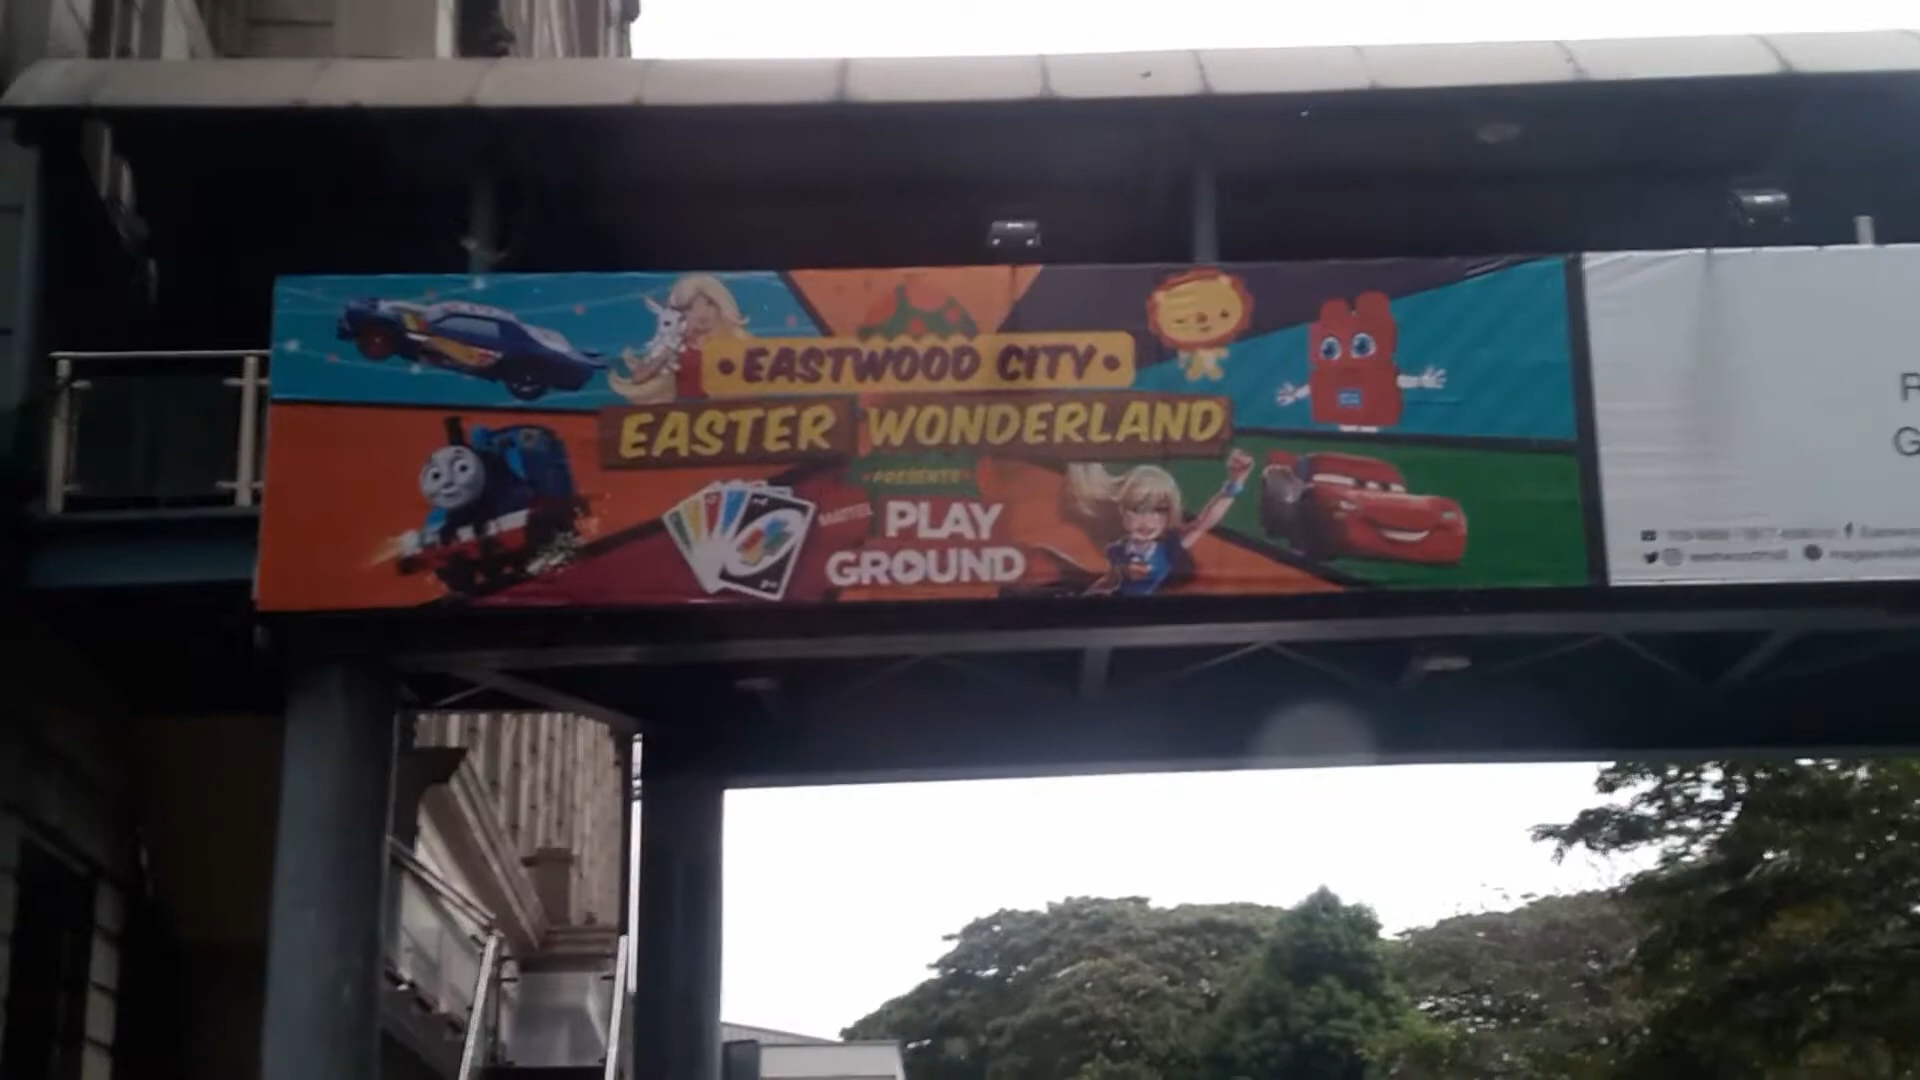 • EASTWOOD CITY •
EASTER WONDERLAND
• PRESENTS •
MATTEL
PLAY
GROUND